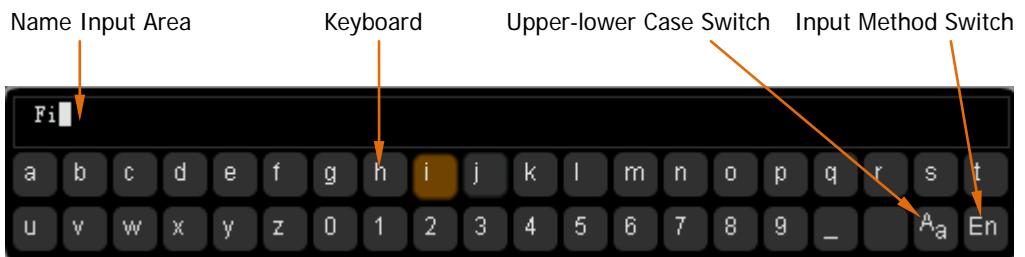 Name Input Area Keyboard Upper-lower Case Switch Input Method Switch
Fi
a b c d e f g h i j k l m n o p q r s t
u v w x y z 0 1 2 3 4 5 6 7 8 9 _ Aa En